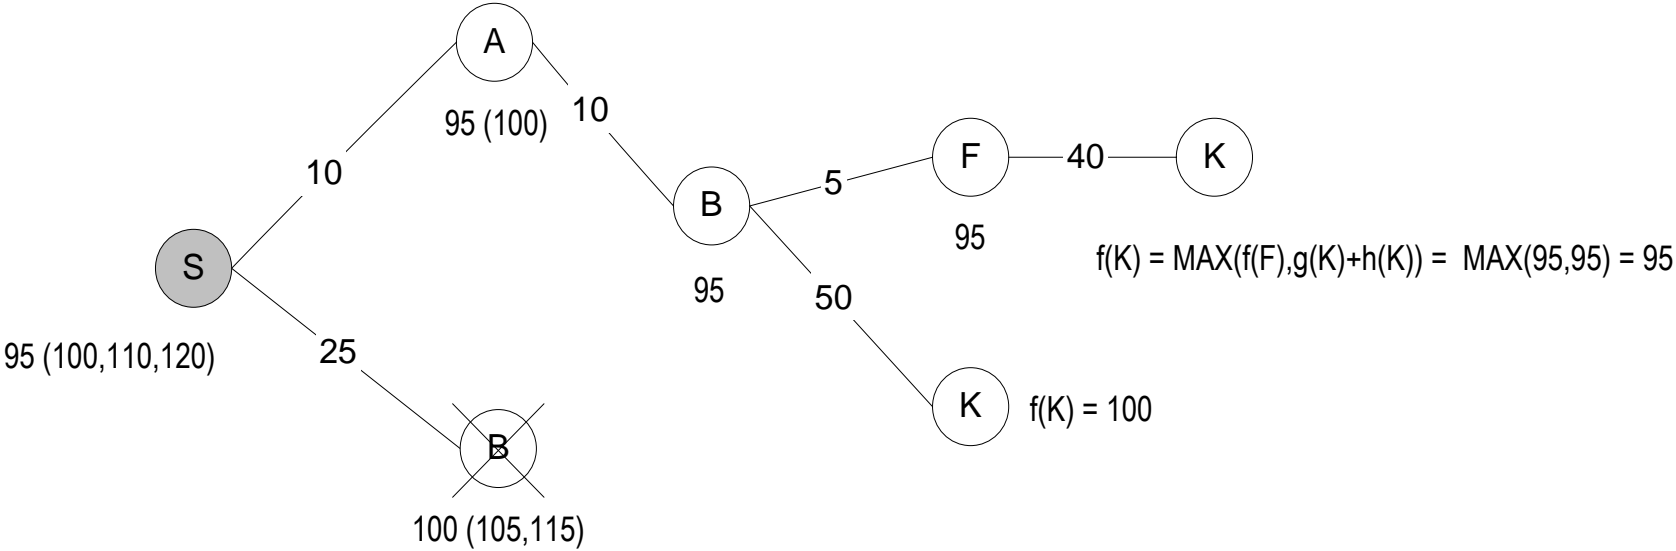 A
95 (100)
10
10
F
40
K
5
B
95
f(K) = MAX(f(F),g(K)+h(K)) = MAX(95,95) = 95
S
95
50
95 (100,110,120)
25
K
f(K) = 100
B
100 (105,115)